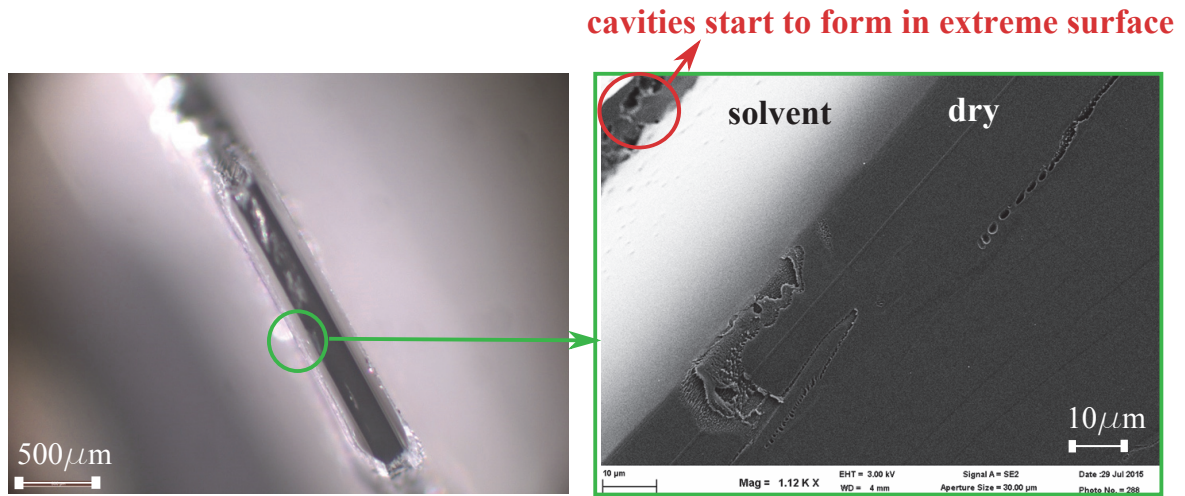 cavities start to form in extreme surface
solvent
dry
500μm
10μm
10 μm
Mag = 1.12 K X
EHT = 3.00 kV
WD = 4 mm
Signal A = SE2
Aperture Size = 30.00 μm
Date :29 Jul 2015
Photo No. = 288